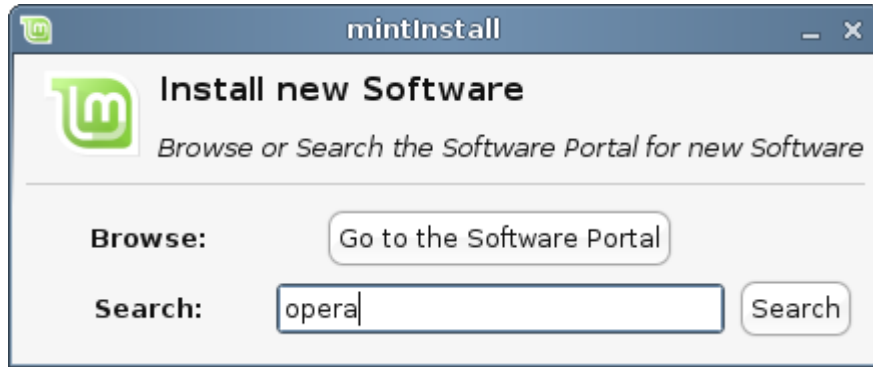 mintInstall
Install new Software
Browse or Search the Software Portal for new Software
Browse: Go to the Software Portal
Search: opera Search